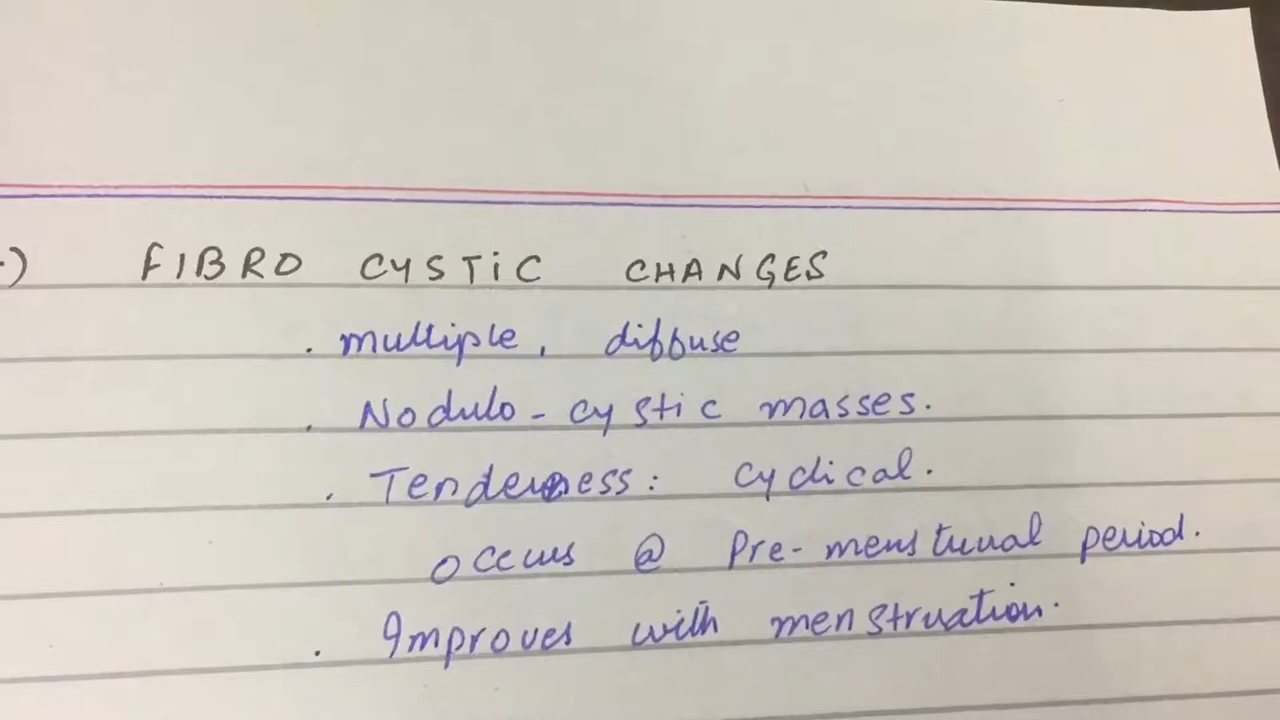 ·) FIBRO CYSTIC CHANGES
. multiple, diffuse
. Nodulo-cystic masses.
. Tenderness: cyclical.
occurs @ Pre-menstrual period.
. Improves with menstruation.